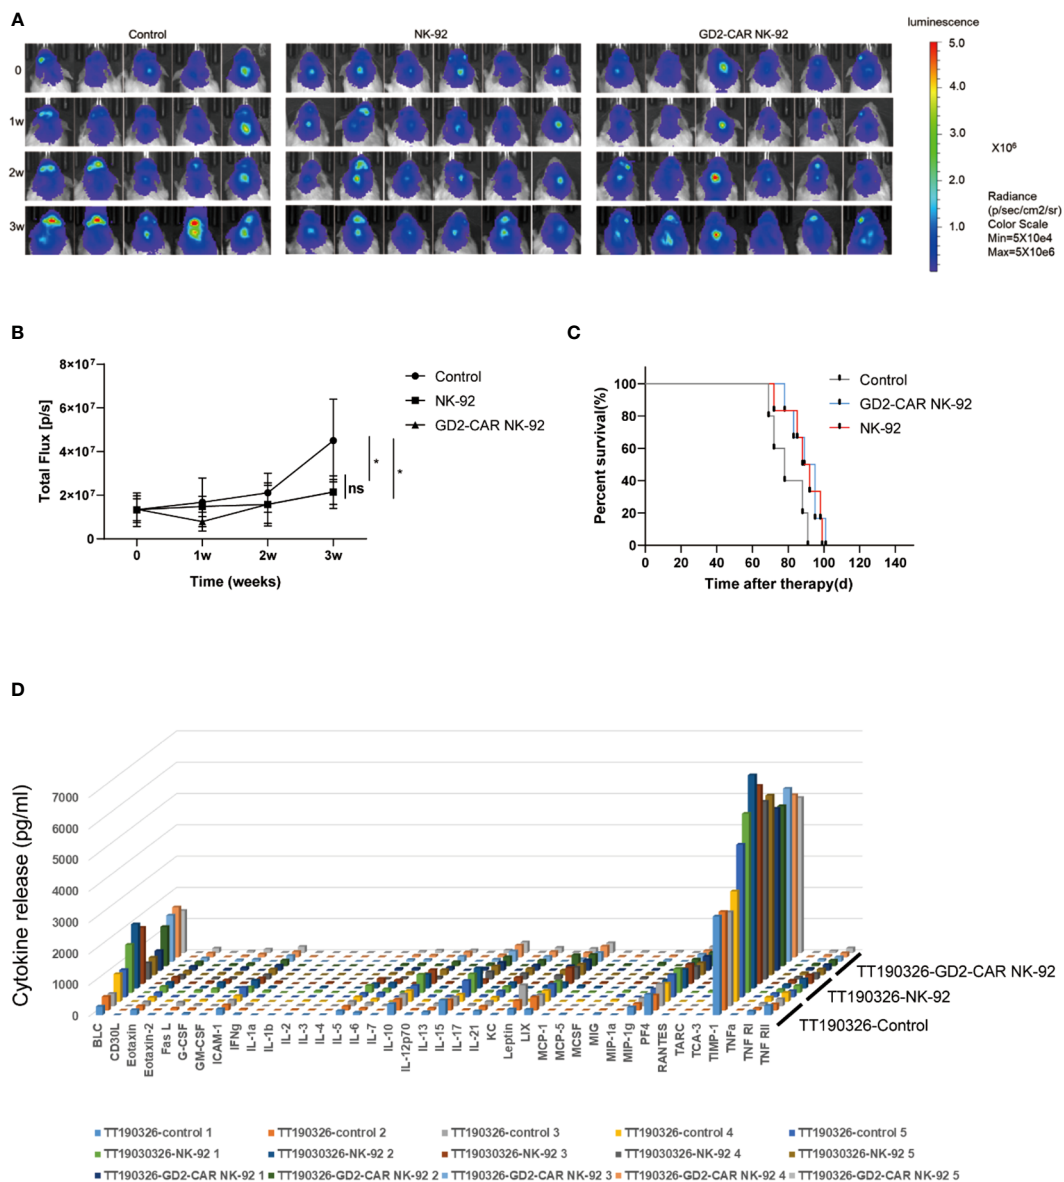 A
Control
NK-92
GD2-CAR NK-92
luminescence
0
1w
2w
3w
5.0
4.0
3.0
2.0
1.0
X10⁶
Radiance
(p/sec/cm2/sr)
Color Scale
Min=5X10e4
Max=5X10e6
B
Total Flux [p/s]
8×10⁷
6×10⁷
4×10⁷
2×10⁷
0
0
1w
2w
3w
Time (weeks)
Control
NK-92
GD2-CAR NK-92
ns
*
*
C
Percent survival(%)
100
80
60
40
20
0
0 20 40 60 80 100 120 140
Time after therapy(d)
Control
GD2-CAR NK-92
NK-92
D
Cytokine release (pg/ml)
7000
6000
5000
4000
3000
2000
1000
0
BLC
CD30L
Eotaxin
Eotaxin-2
Fas L
G-CSF
GM-CSF
ICAM-1
IFNg
IL-1a
IL-1b
IL-2
IL-3
IL-4
IL-5
IL-6
IL-7
IL-10
IL-12p70
IL-13
IL-15
IL-17
IL-21
KC
Leptin
LIX
MCP-1
MCP-5
MCSF
MIG
MIP-1a
MIP-1g
PF4
RANTES
TARC
TCA-3
TIMP-1
TNFa
TNF RI
TNF RII
TT190326-GD2-CAR NK-92
TT190326-NK-92
TT190326-Control
TT190326-control 1
TT190326-control 2
TT190326-control 3
TT190326-control 4
TT190326-control 5
TT19030326-NK-92 1
TT19030326-NK-92 2
TT19030326-NK-92 3
TT19030326-NK-92 4
TT19030326-NK-92 5
TT190326-GD2-CAR NK-92 1
TT190326-GD2-CAR NK-92 2
TT190326-GD2-CAR NK-92 3
TT190326-GD2-CAR NK-92 4
TT190326-GD2-CAR NK-92 5